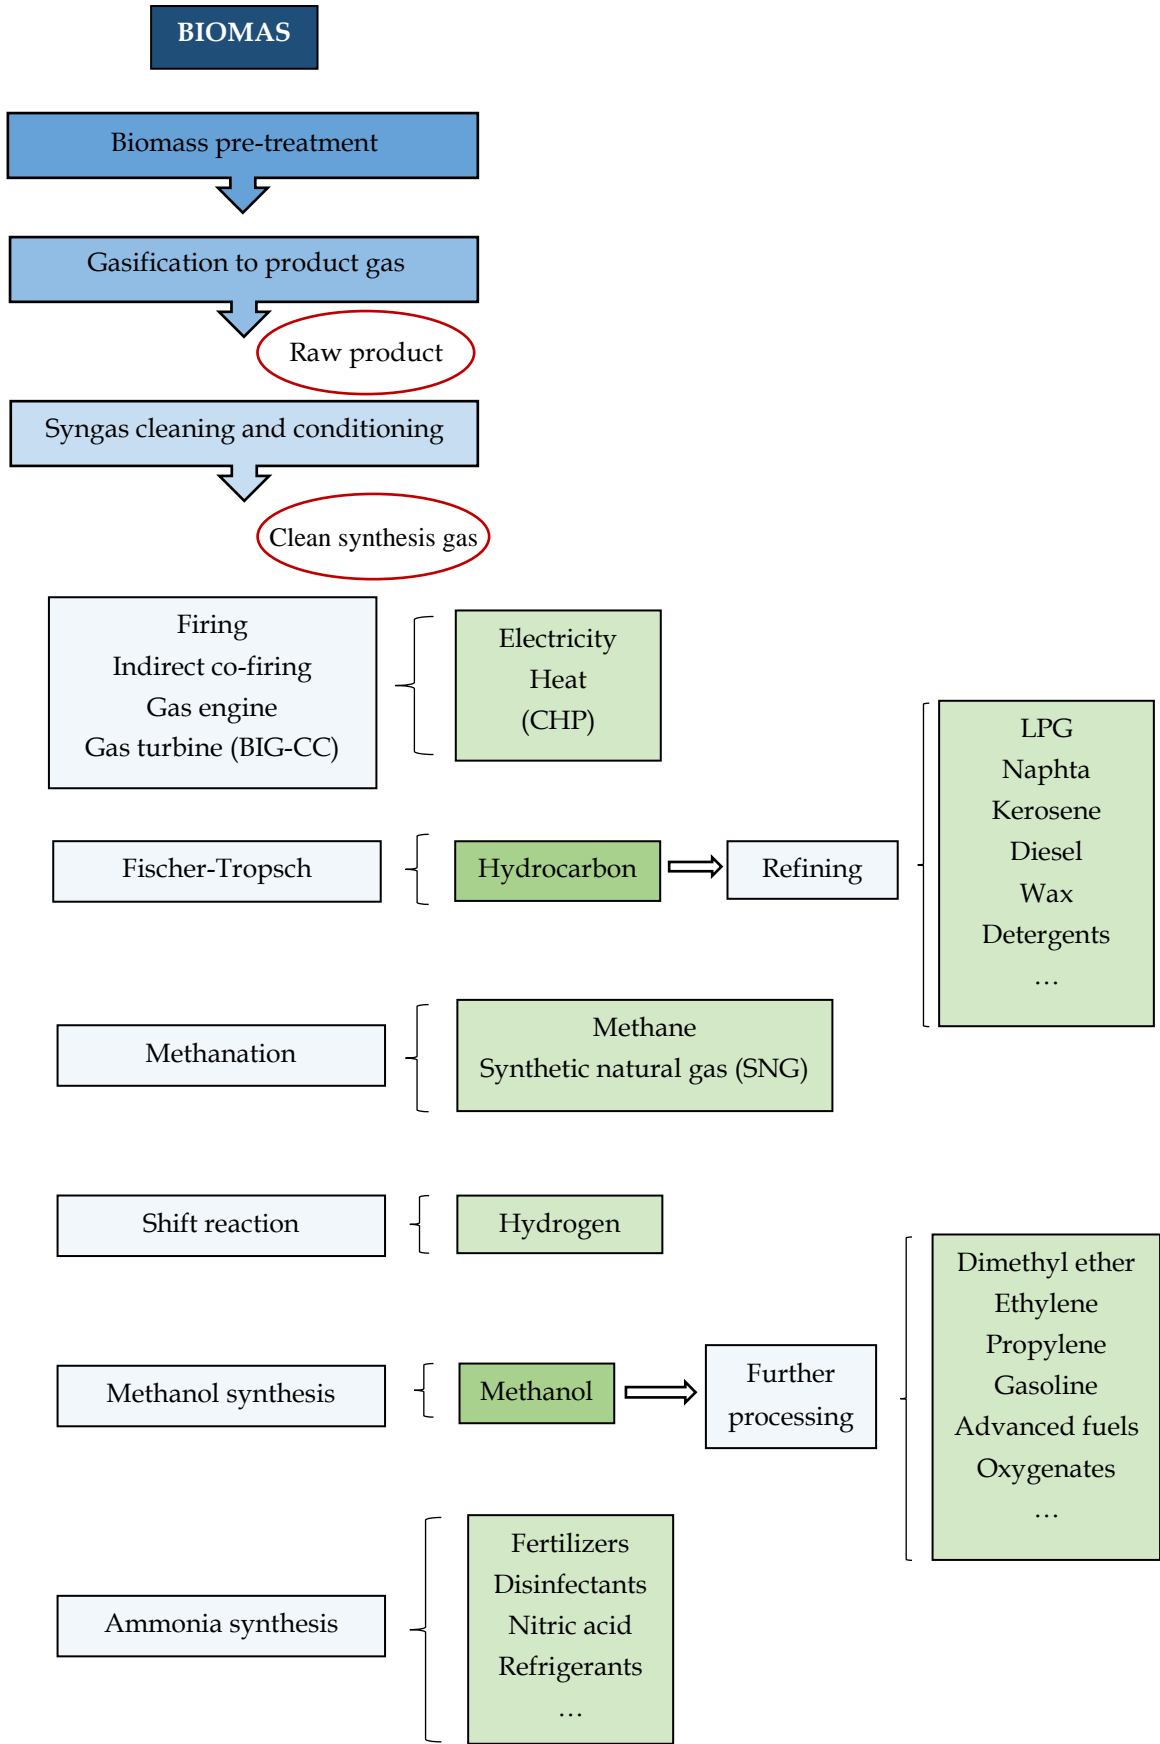 BIOMAS
Biomass pre-treatment
Gasification to product gas
Raw product
Syngas cleaning and conditioning
Clean synthesis gas
Firing
Indirect co-firing
Gas engine
Gas turbine (BIG-CC)
Electricity
Heat
(CHP)
Fischer-Tropsch
Hydrocarbon
Refining
LPG
Naphta
Kerosene
Diesel
Wax
Detergents
…
Methanation
Methane
Synthetic natural gas (SNG)
Shift reaction
Hydrogen
Methanol synthesis
Methanol
Further
processing
Dimethyl ether
Ethylene
Propylene
Gasoline
Advanced fuels
Oxygenates
…
Ammonia synthesis
Fertilizers
Disinfectants
Nitric acid
Refrigerants
…